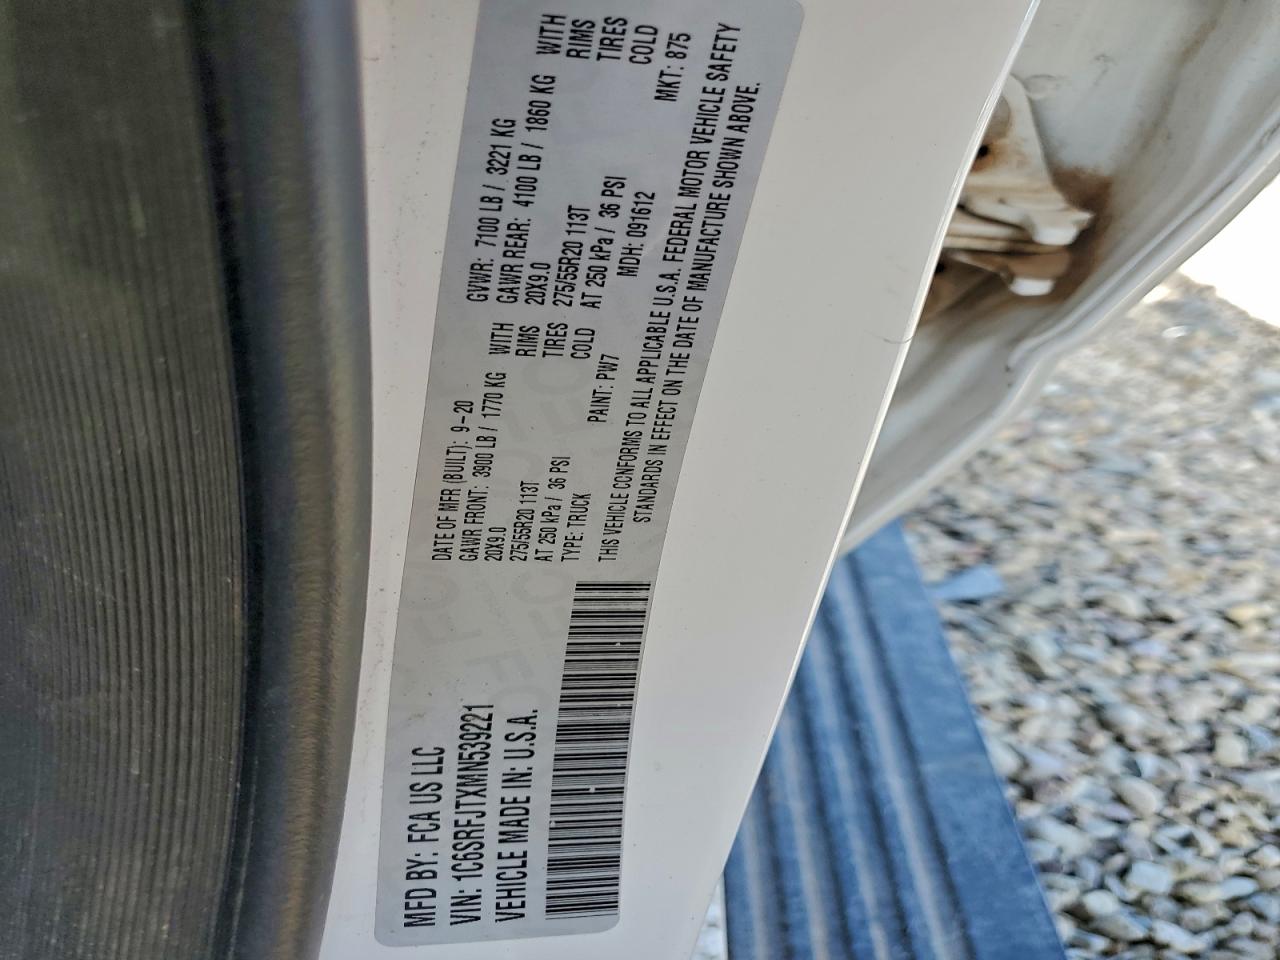 MFD BY: FCA US LLC
VIN: 1C6SRFJTXMN539221
VEHICLE MADE IN: U.S.A.
DATE OF MFR (BUILT): 9-20 GVWR: 7100 LB / 3221 KG
GAWR FRONT: 3900 LB / 1770 KG WITH GAWR REAR: 4100 LB / 1860 KG WITH
20X9.0 RIMS 20X9.0 RIMS
275/55R20 113T TIRES 275/55R20 113T TIRES
AT 250 kPa / 36 PSI COLD AT 250 kPa / 36 PSI COLD
TYPE: TRUCK PAINT: PW7 MDH: 091612 MKT: 875
THIS VEHICLE CONFORMS TO ALL APPLICABLE U.S.A. FEDERAL MOTOR VEHICLE SAFETY
STANDARDS IN EFFECT ON THE DATE OF MANUFACTURE SHOWN ABOVE.